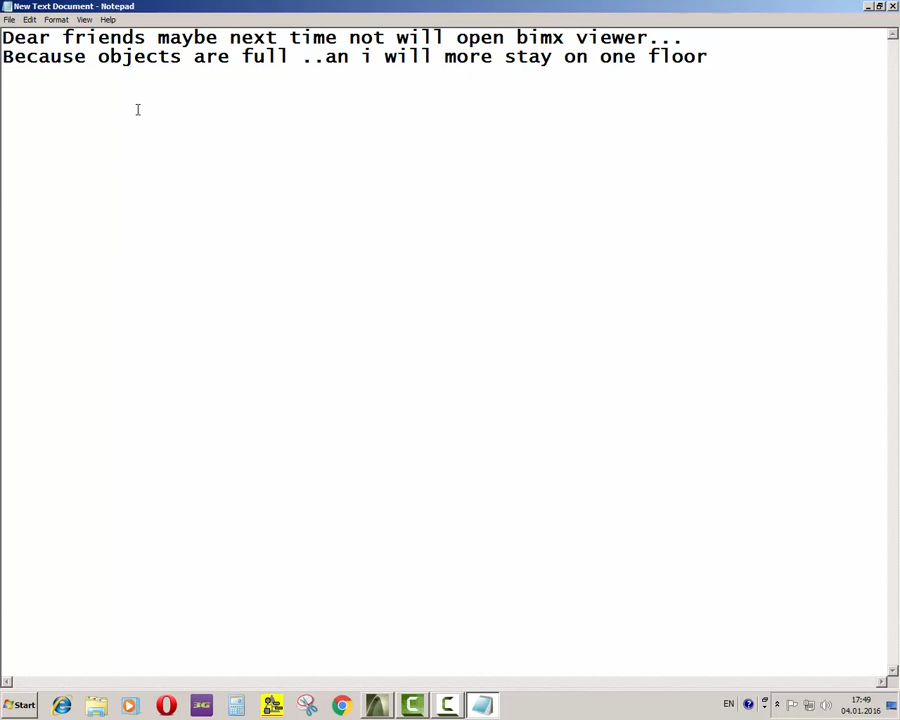 New Text Document - Notepad
File Edit Format View Help
Dear friends maybe next time not will open bimx viewer...
Because objects are full ..an i will more stay on one floor
Start
3G
EN
17:49
04.01.2016